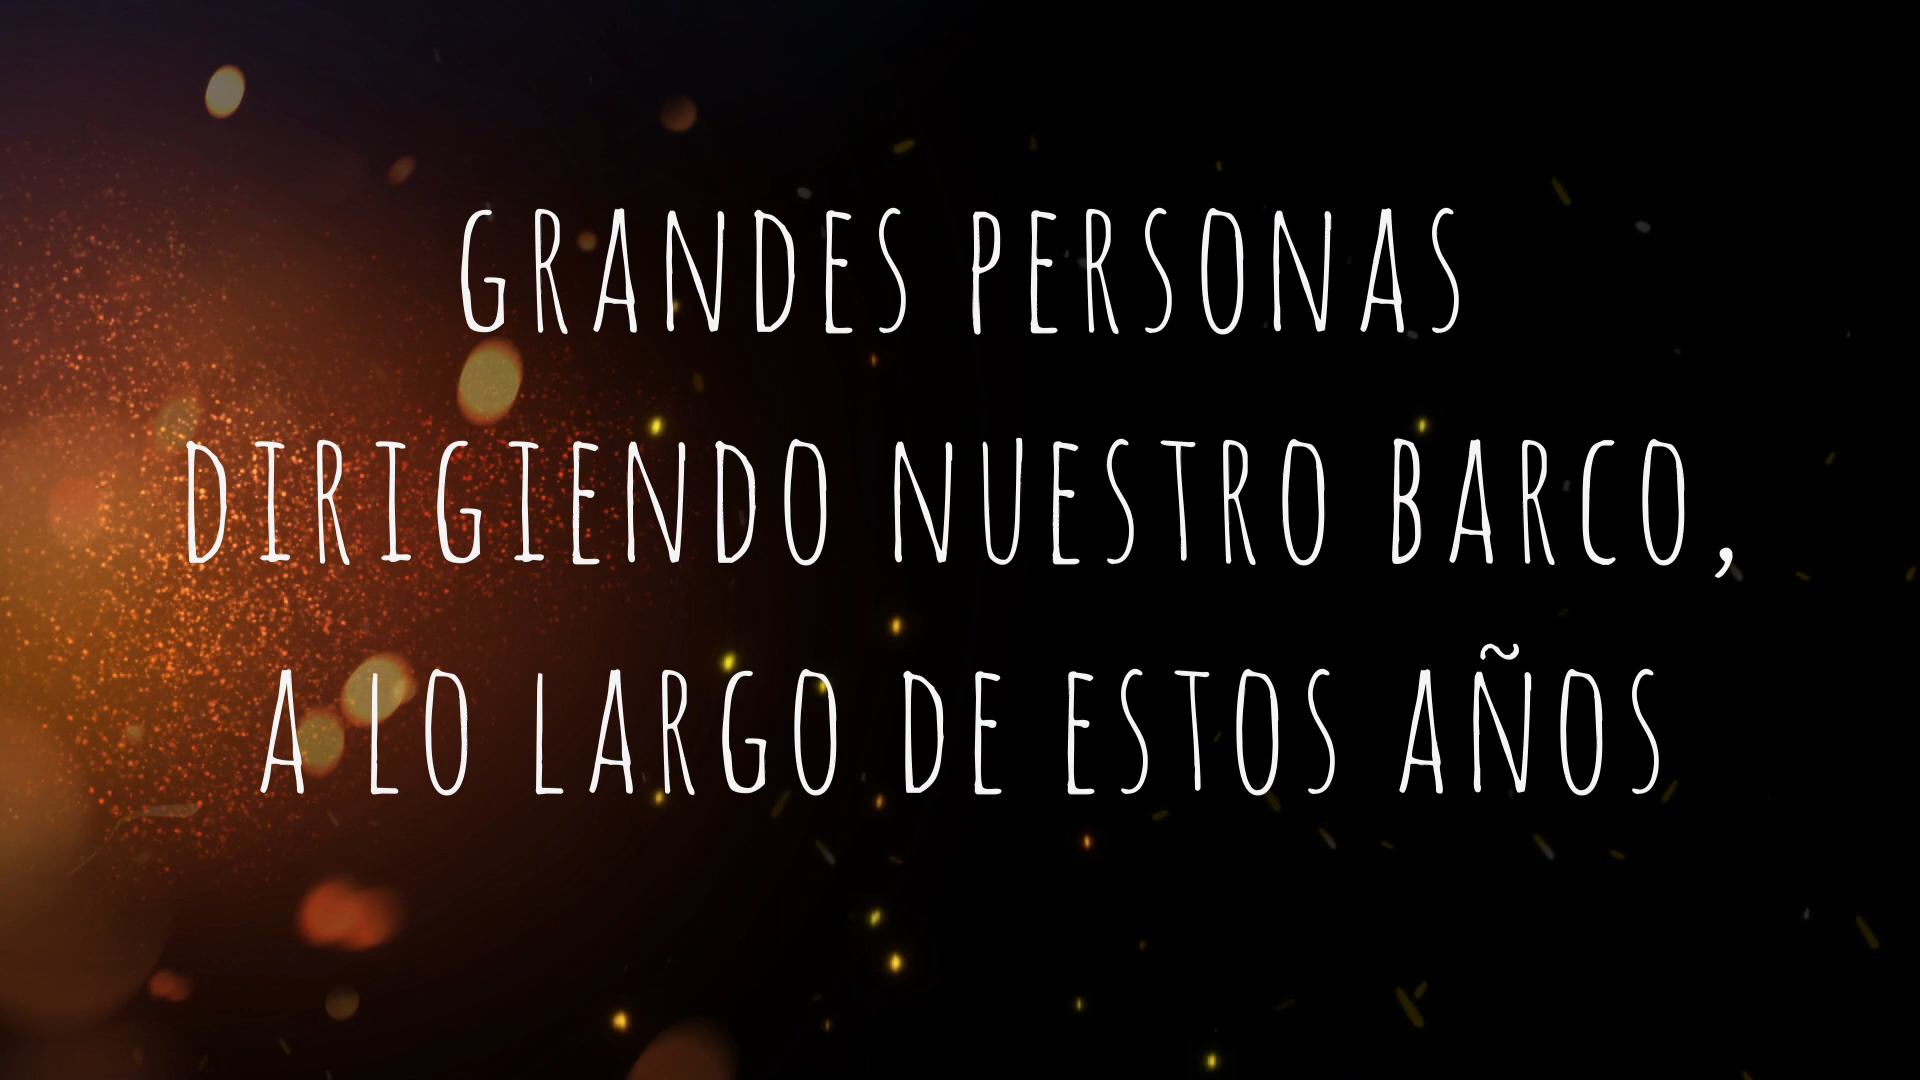 GRANDES PERSONAS
DIRIGIENDO NUESTRO BARCO,
A LO LARGO DE ESTOS AÑOS